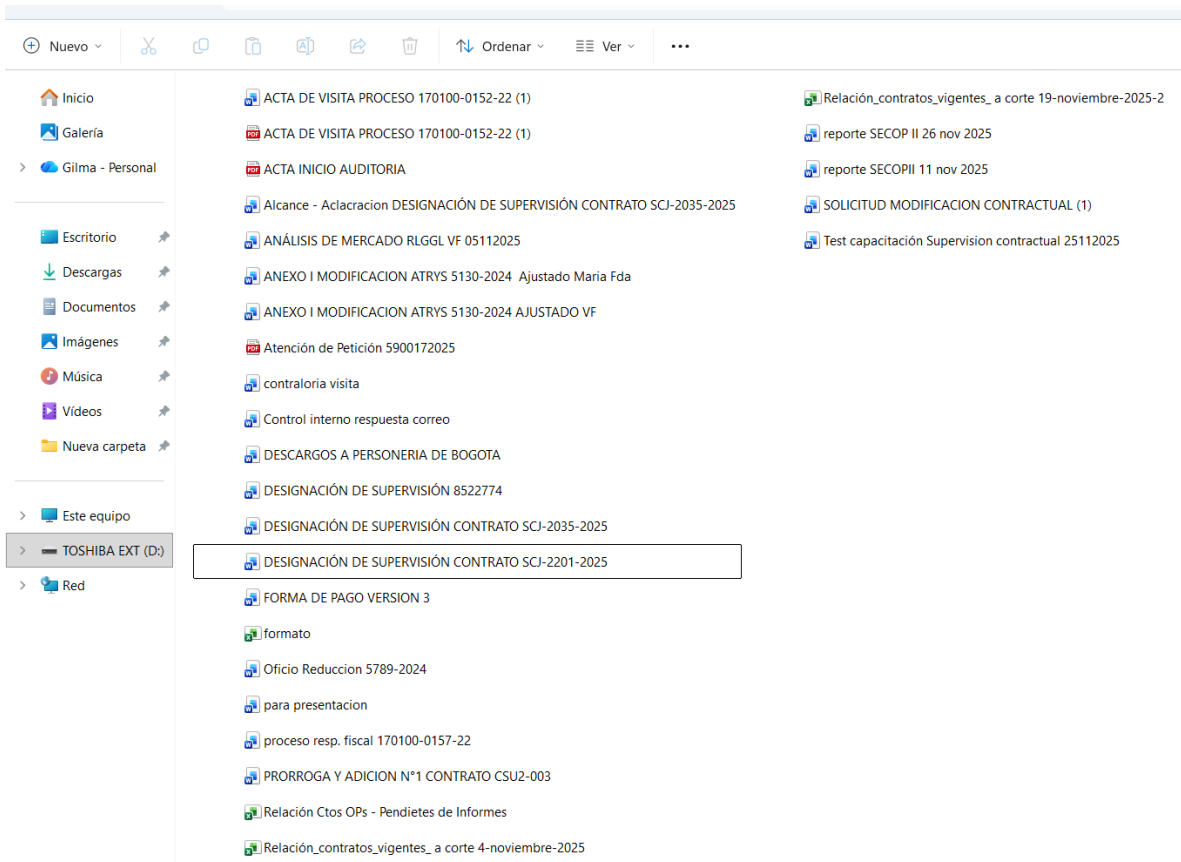 Nuevo
Ordenar
Ver
Inicio
Galería
Gilma - Personal
Escritorio
Descargas
Documentos
Imágenes
Música
Vídeos
Nueva carpeta
Este equipo
TOSHIBA EXT (D:)
Red
ACTA DE VISITA PROCESO 170100-0152-22 (1)
ACTA DE VISITA PROCESO 170100-0152-22 (1)
ACTA INICIO AUDITORIA
Alcance - Aclacracion DESIGNACIÓN DE SUPERVISIÓN CONTRATO SCJ-2035-2025
ANÁLISIS DE MERCADO RLGGL VF 05112025
ANEXO I MODIFICACION ATRYS 5130-2024  Ajustado Maria Fda
ANEXO I MODIFICACION ATRYS 5130-2024 AJUSTADO VF
Atención de Petición 5900172025
contraloria visita
Control interno respuesta correo
DESCARGOS A PERSONERIA DE BOGOTA
DESIGNACIÓN DE SUPERVISIÓN 8522774
DESIGNACIÓN DE SUPERVISIÓN CONTRATO SCJ-2035-2025
DESIGNACIÓN DE SUPERVISIÓN CONTRATO SCJ-2201-2025
FORMA DE PAGO VERSION 3
formato
Oficio Reduccion 5789-2024
para presentacion
proceso resp. fiscal 170100-0157-22
PRORROGA Y ADICION N°1 CONTRATO CSU2-003
Relación Ctos OPs - Pendietes de Informes
Relación_contratos_vigentes_ a corte 4-noviembre-2025
Relación_contratos_vigentes_ a corte 19-noviembre-2025-2
reporte SECOP II 26 nov 2025
reporte SECOPII 11 nov 2025
SOLICITUD MODIFICACION CONTRACTUAL (1)
Test capacitación Supervision contractual 25112025